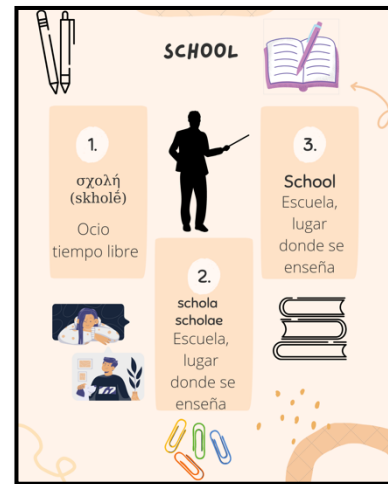 SCHOOL
1.
σχολή
(skholḗ)
Ocio
tiempo libre
2.
schola
scholae
Escuela,
lugar
donde se
enseña
3.
School
Escuela,
lugar
donde se
enseña